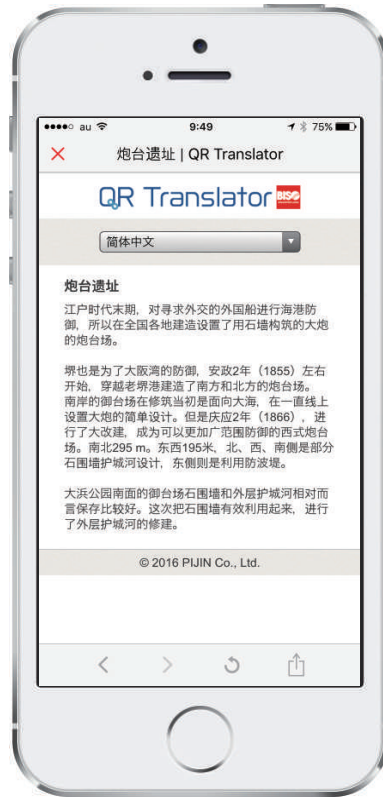 au 9:49 75%
炮台遗址 | QR Translator
QR Translator BISO
简体中文
炮台遗址
江户时代末期，对寻求外交的外国船进行海港防
御，所以在全国各地建造设置了用石墙构筑的大炮
的炮台场。
堺也是为了大阪湾的防御，安政2年（1855）左右
开始，穿越老堺港建造了南方和北方的炮台场。
南岸的御台场在修筑当初是面向大海，在一直线上
设置大炮的简单设计。但是庆应2年（1866），进
行了大改建，成为可以更加广范围防御的西式炮台
场。南北295 m。东西195米，北、西、南侧是部分
石围墙护城河设计，东侧则是利用防波堤。
大浜公园南面的御台场石围墙和外层护城河相对而
言保存比较好。这次把石围墙有效利用起来，进行
了外层护城河的修建。
© 2016 PIJIN Co., Ltd.